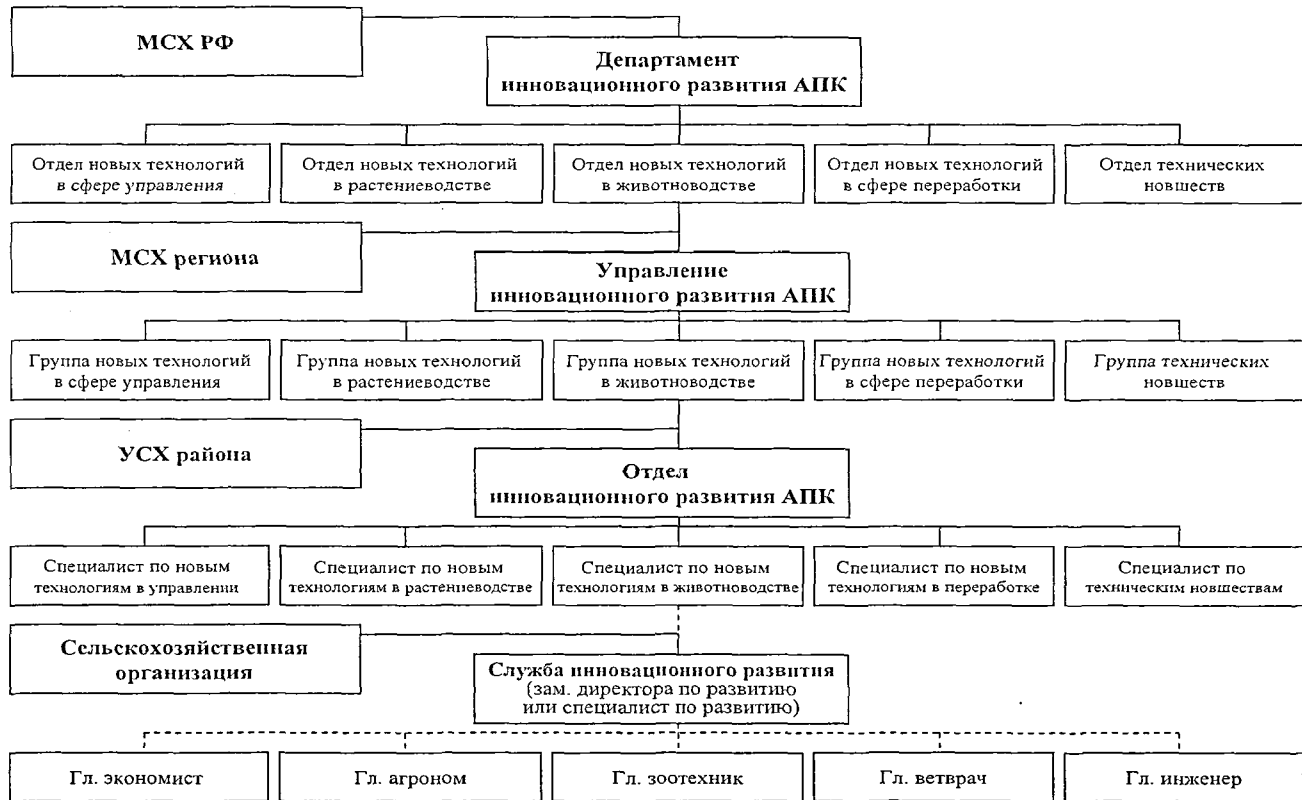 МСХ РФ
Департамент
инновационного развития АПК
Отдел новых технологий
в сфере управления
Отдел новых технологий
в растениеводстве
Отдел новых технологий
в животноводстве
Отдел новых технологий
в сфере переработки
Отдел технических
новшеств
МСХ региона
Управление
инновационного развития АПК
Группа новых технологий
в сфере управления
Группа новых технологий
в растениеводстве
Группа новых технологий
в животноводстве
Группа новых технологий
в сфере переработки
Группа технических
новшеств
УСХ района
Отдел
инновационного развития АПК
Специалист по новым
технологиям в управлении
Специалист по новым
технологиям в растениеводстве
Специалист по новым
технологиям в животноводстве
Специалист по новым
технологиям в переработке
Специалист по
техническим новшествам
Сельскохозяйственная
организация
Служба инновационного развития
(зам. директора по развитию
или специалист по развитию)
Гл. экономист
Гл. агроном
Гл. зоотехник
Гл. ветврач
Гл. инженер